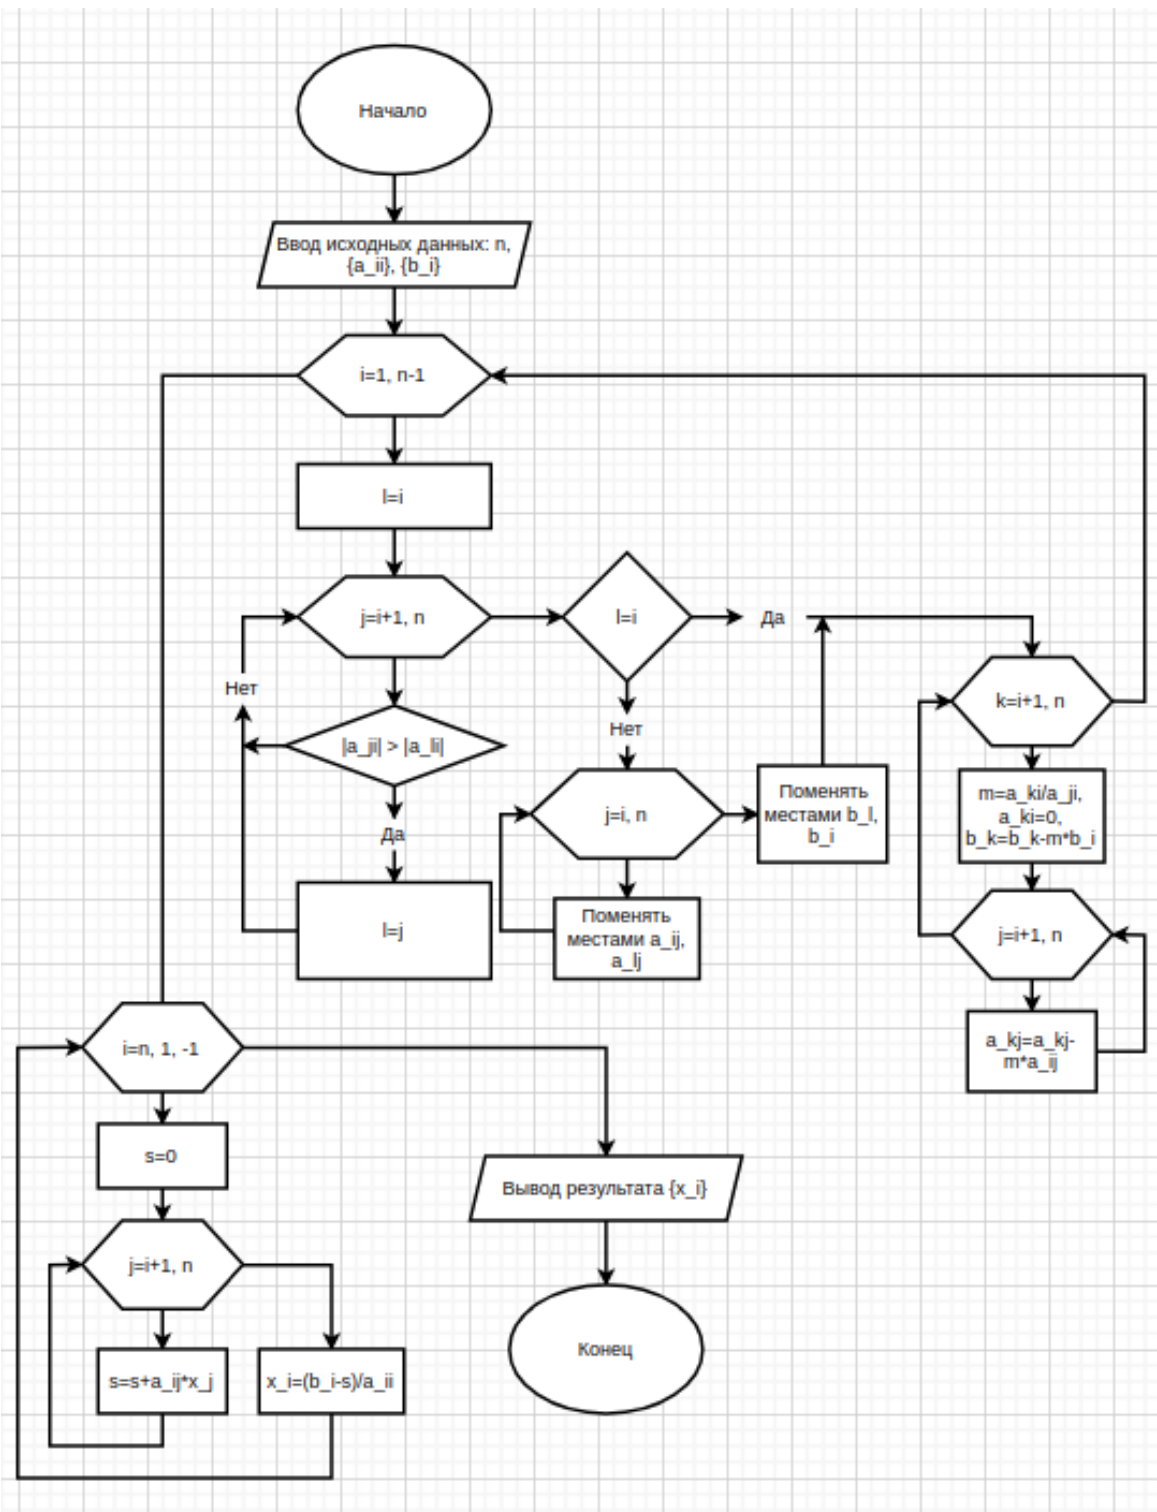 Начало
Ввод исходных данных: n,
{a_ii}, {b_i}
i=1, n-1
l=i
j=i+1, n
l=i
Да
Нет
|a_ji| > |a_li|
Да
l=j
Нет
j=i, n
Поменять
местами a_ij,
a_lj
Поменять
местами b_l,
b_i
k=i+1, n
m=a_ki/a_ji,
a_ki=0,
b_k=b_k-m*b_i
j=i+1, n
a_kj=a_kj-
m*a_ij
i=n, 1, -1
s=0
j=i+1, n
s=s+a_ij*x_j
x_i=(b_i-s)/a_ii
Вывод результата {x_i}
Конец